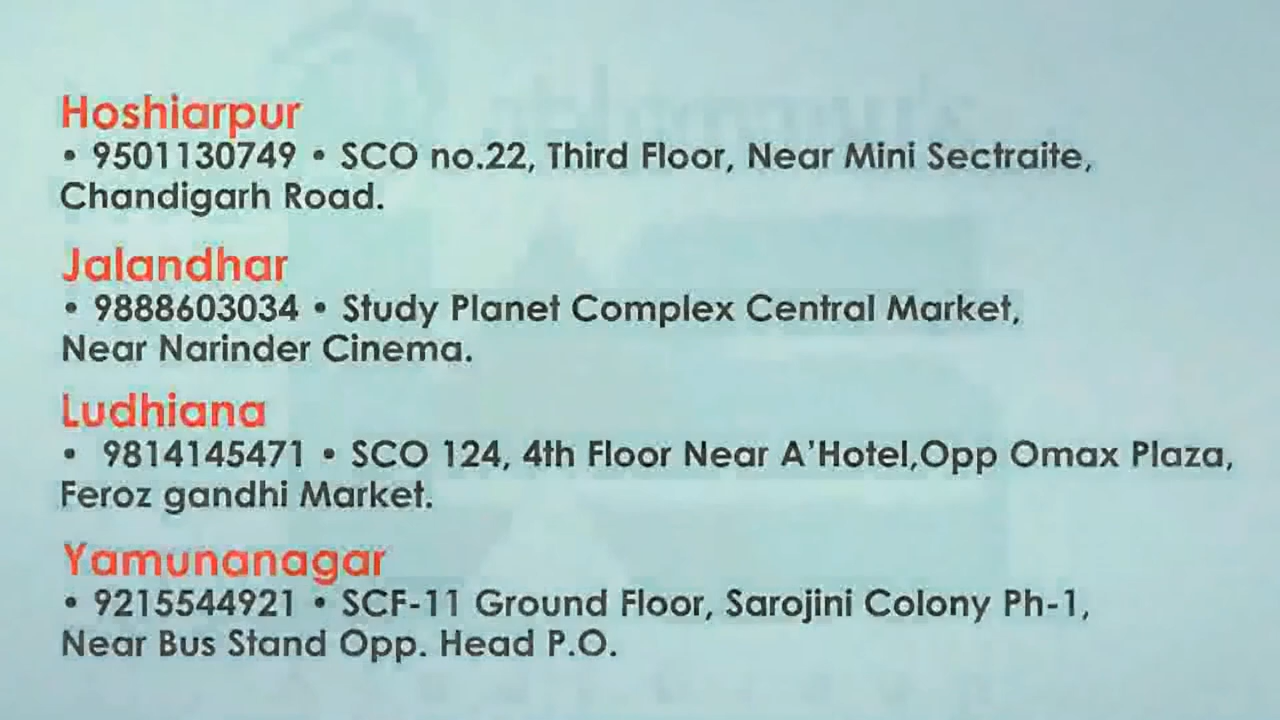 Hoshiarpur
• 9501130749 • SCO no.22, Third Floor, Near Mini Sectraite,
Chandigarh Road.
Jalandhar
• 9888603034 • Study Planet Complex Central Market,
Near Narinder Cinema.
Ludhiana
• 9814145471 • SCO 124, 4th Floor Near A'Hotel,Opp Omax Plaza,
Feroz gandhi Market.
Yamunanagar
• 9215544921 • SCF-11 Ground Floor, Sarojini Colony Ph-1,
Near Bus Stand Opp. Head P.O.